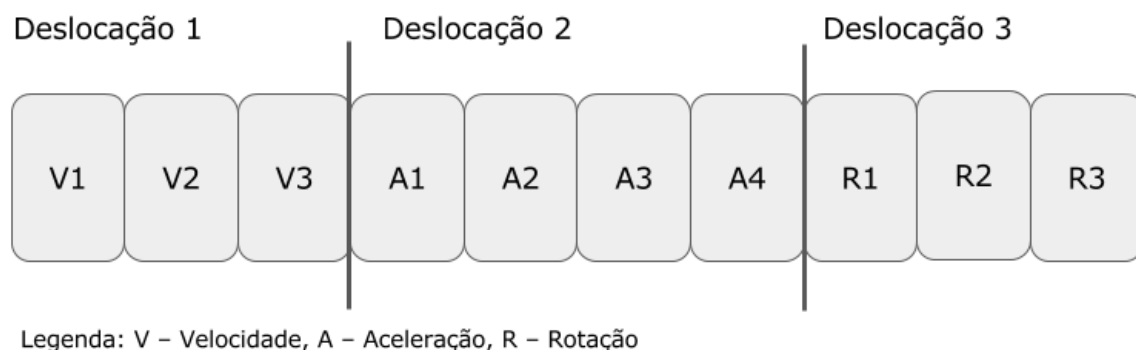 Deslocação 1 Deslocação 2 Deslocação 3
V1 V2 V3 A1 A2 A3 A4 R1 R2 R3
Legenda: V – Velocidade, A – Aceleração, R – Rotação